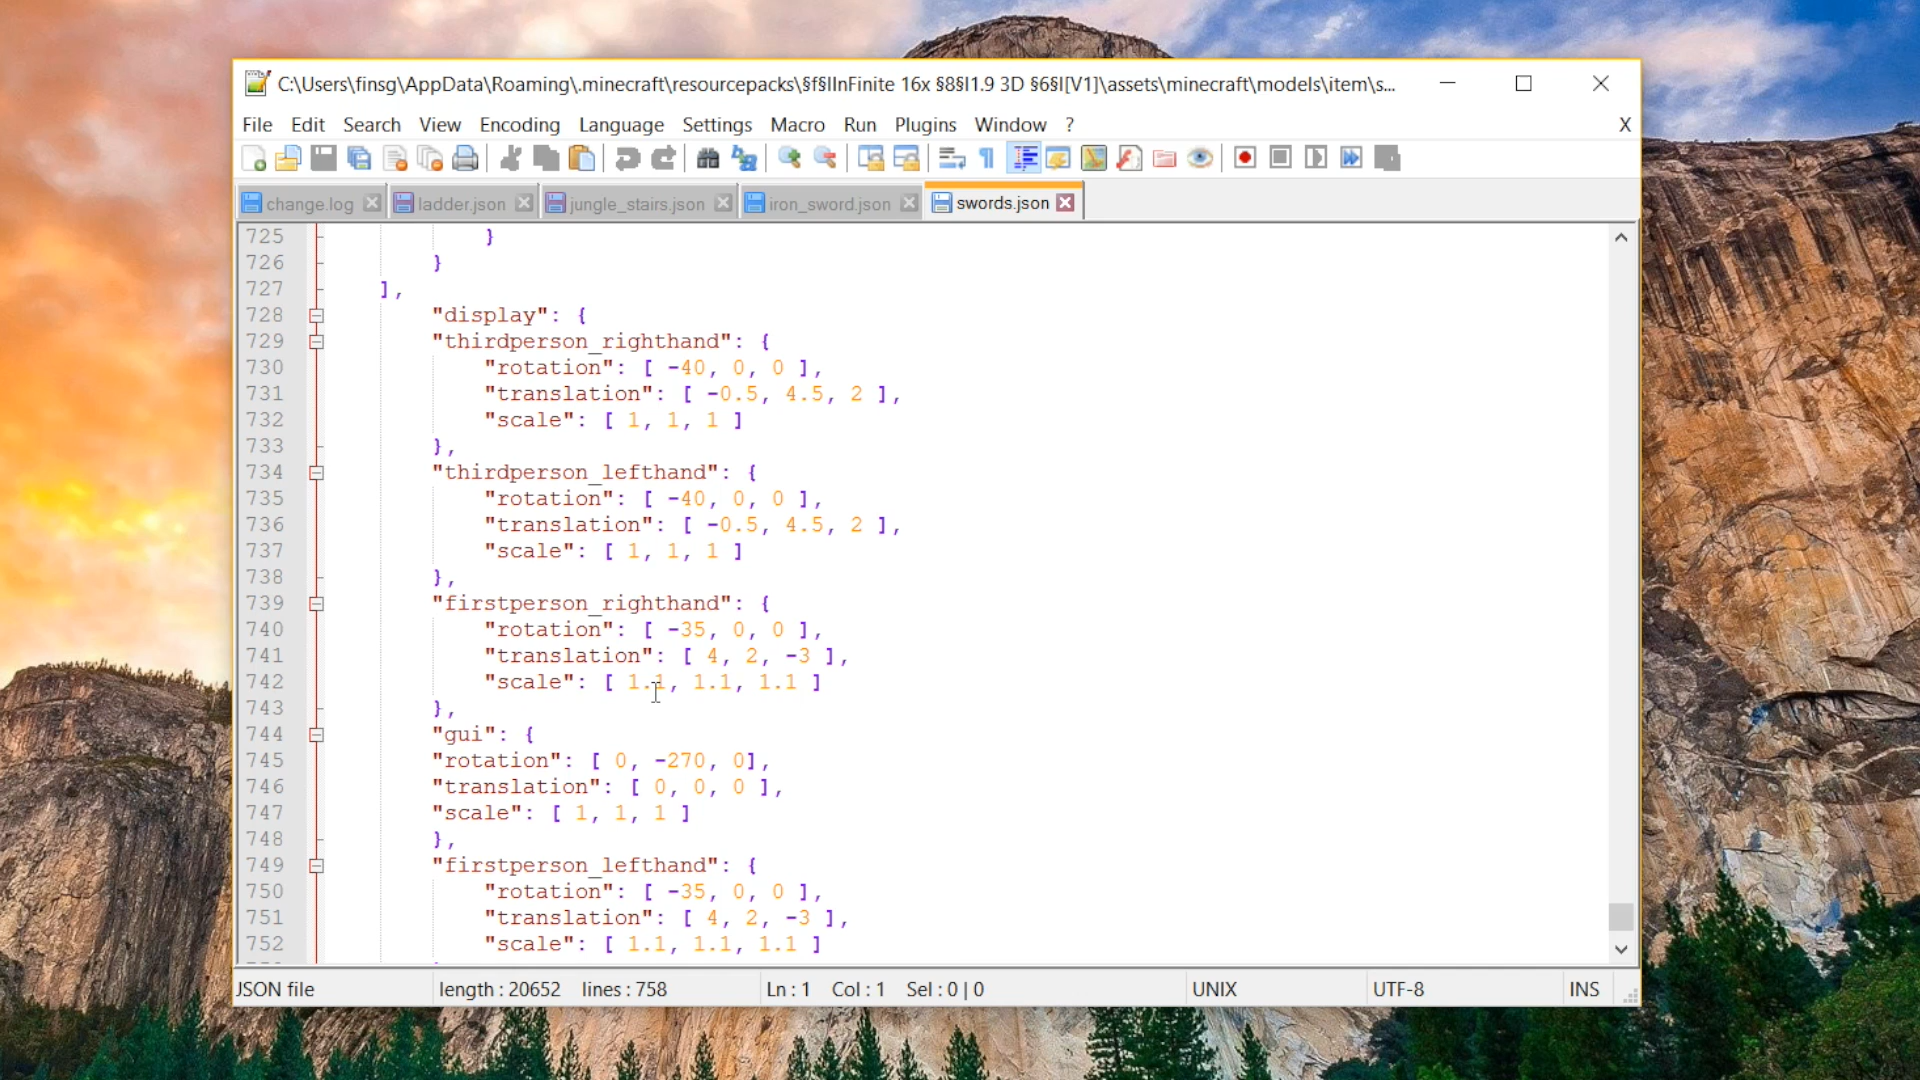 C:\Users\finsg\AppData\Roaming\.minecraft\resourcepacks\§f§lInFinite 16x §8§l1.9 3D §6§l[V1]\assets\minecraft\models\item\s...
File Edit Search View Encoding Language Settings Macro Run Plugins Window ? X
change.log ladder.json jungle_stairs.json iron_sword.json swords.json
725 }
726 }
727 ],
728 "display": {
729 "thirdperson_righthand": {
730 "rotation": [ -40, 0, 0 ],
731 "translation": [ -0.5, 4.5, 2 ],
732 "scale": [ 1, 1, 1 ]
733 },
734 "thirdperson_lefthand": {
735 "rotation": [ -40, 0, 0 ],
736 "translation": [ -0.5, 4.5, 2 ],
737 "scale": [ 1, 1, 1 ]
738 },
739 "firstperson_righthand": {
740 "rotation": [ -35, 0, 0 ],
741 "translation": [ 4, 2, -3 ],
742 "scale": [ 1.1, 1.1, 1.1 ]
743 },
744 "gui": {
745 "rotation": [ 0, -270, 0],
746 "translation": [ 0, 0, 0 ],
747 "scale": [ 1, 1, 1 ]
748 },
749 "firstperson_lefthand": {
750 "rotation": [ -35, 0, 0 ],
751 "translation": [ 4, 2, -3 ],
752 "scale": [ 1.1, 1.1, 1.1 ]
JSON file length : 20652 lines : 758 Ln : 1 Col : 1 Sel : 0 | 0 UNIX UTF-8 INS